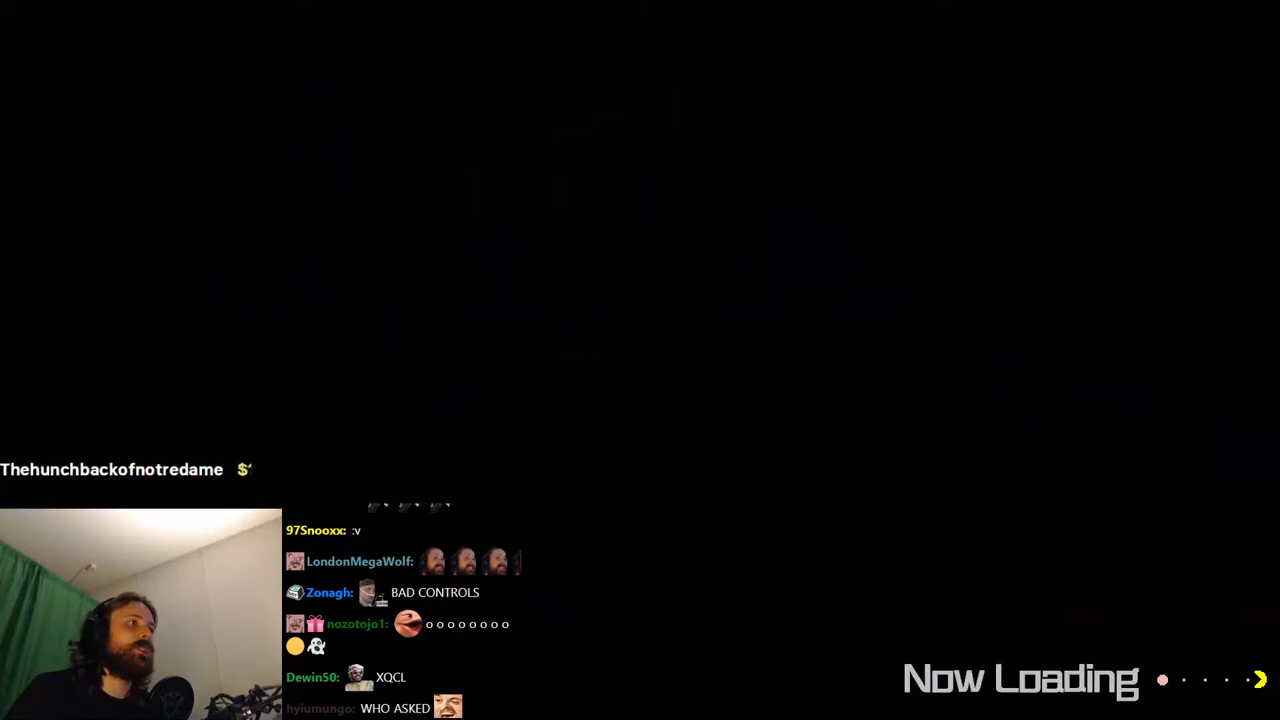 Thehunchbackofnotredame $
97Snooxx: :v
LondonMegaWolf:
Zonagh: BAD CONTROLS
nozotojo1: o o o o o o o o
Dewin50: XQCL
hyiumungo: WHO ASKED
Now Loading